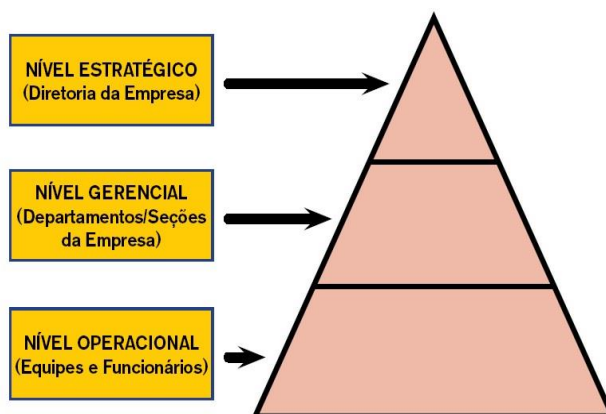 NÍVEL ESTRATÉGICO
(Diretoria da Empresa)
NÍVEL GERENCIAL
(Departamentos/Seções
da Empresa)
NÍVEL OPERACIONAL
(Equipes e Funcionários)